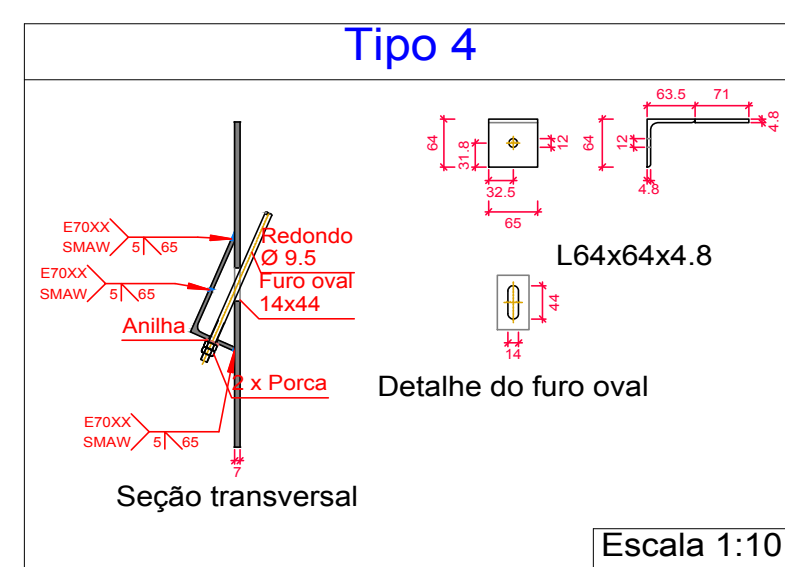 Tipo 4
E70XX
SMAW
5
65
E70XX
SMAW
5
65
Redondo
Ø 9.5
Furo oval
14x44
Anilha
2 x Porca
E70XX
SMAW
5
65
7
Seção transversal
64
31.8
12
32.5
65
63.5
71
4.8
64
12
4.8
L64x64x4.8
44
14
Detalhe do furo oval
Escala 1:10